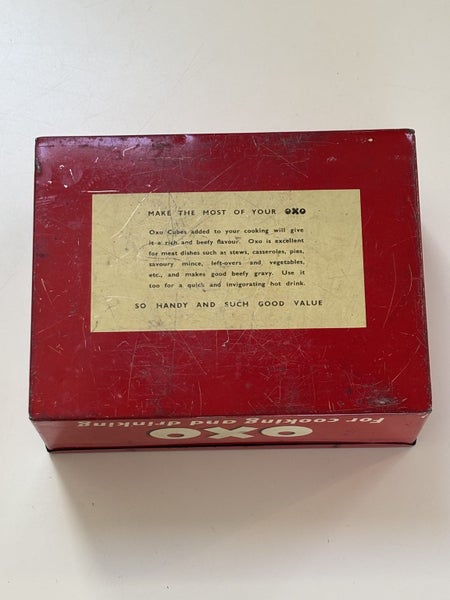 MAKE THE MOST OF YOUR OXO
Oxo Cubes added to your cooking will give
it a rich and beefy flavour. Oxo is excellent
for meat dishes such as stews, casseroles, pies,
savoury mince, left-overs and vegetables,
etc., and makes good beefy gravy. Use it
too for a quick and invigorating hot drink.
SO HANDY AND SUCH GOOD VALUE
OXO
For cooking and drinking